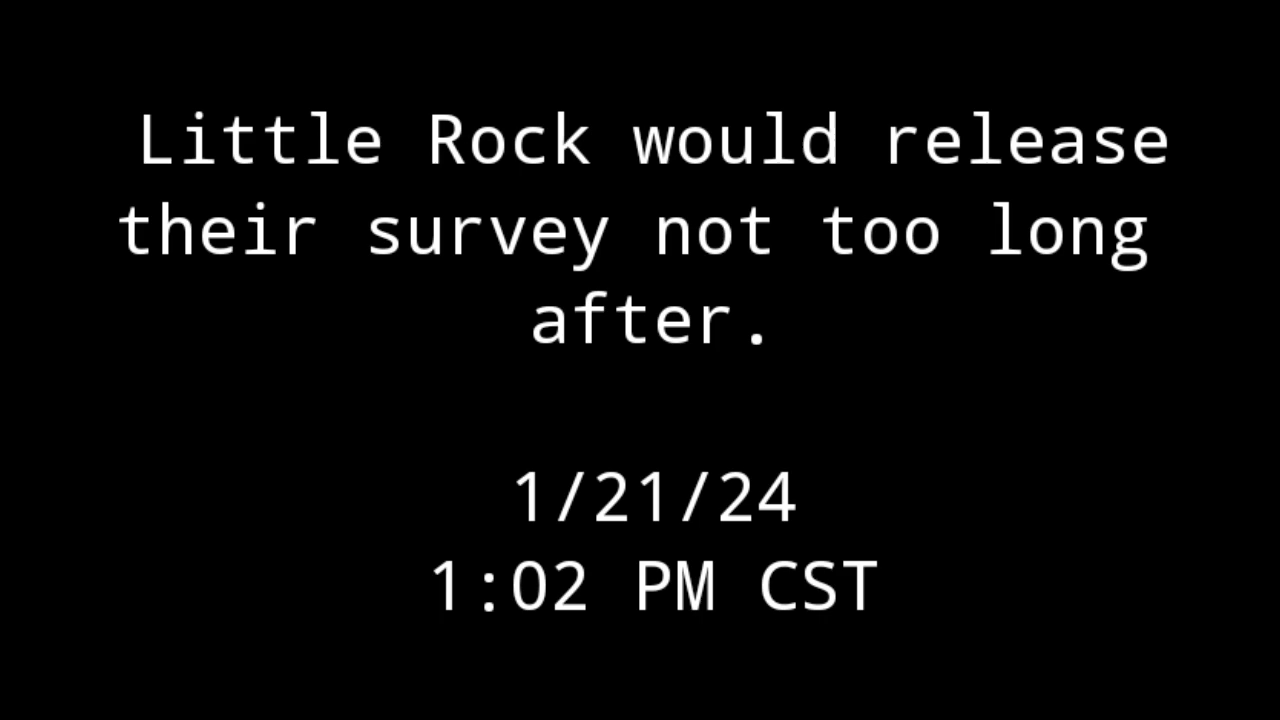 Little Rock would release
their survey not too long
after.
1/21/24
1:02 PM CST